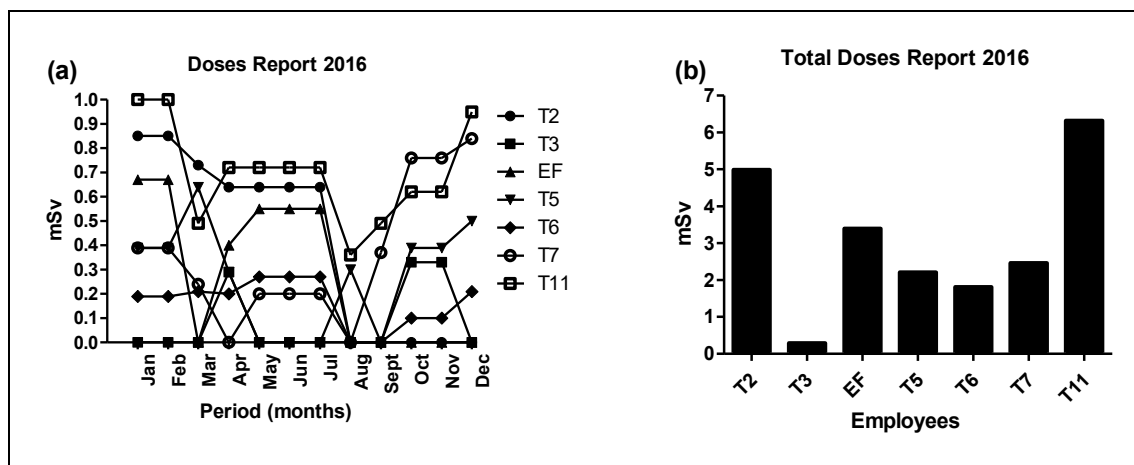 (a)
Doses Report 2016
mSv
1.0
0.9
0.8
0.7
0.6
0.5
0.4
0.3
0.2
0.1
0.0
Jan
Feb
Mar
Apr
May
Jun
Jul
Aug
Sept
Oct
Nov
Dec
Period (months)
T2
T3
EF
T5
T6
T7
T11
(b)
Total Doses Report 2016
mSv
7
6
5
4
3
2
1
0
T2
T3
EF
T5
T6
T7
T11
Employees